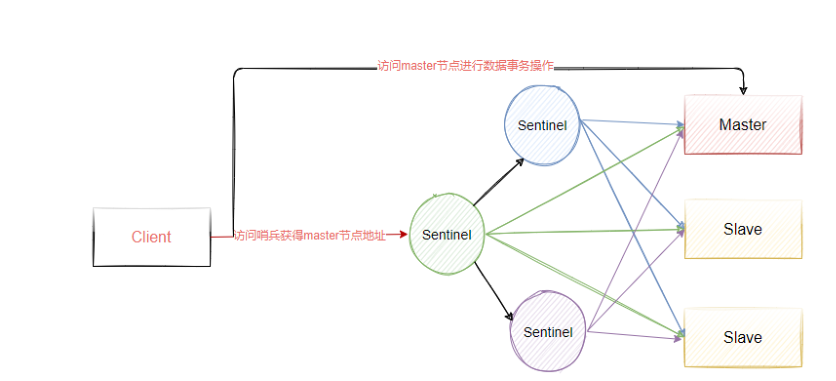 访问master节点进行数据事务操作
Sentinel
Master
Client
访问哨兵获得master节点地址
Sentinel
Slave
Sentinel
Slave